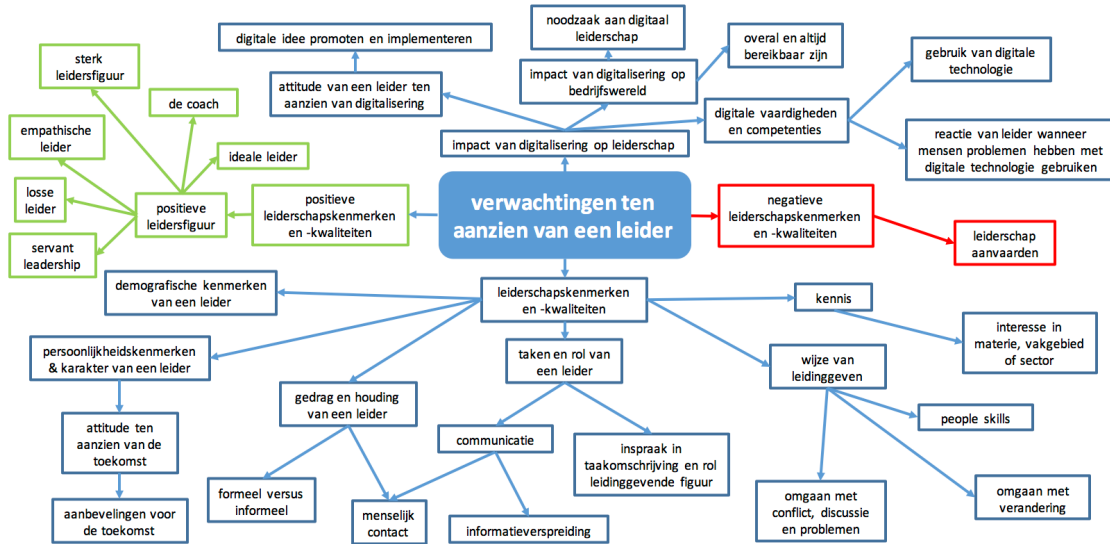 noodzaak aan digitaal
leiderschap
digitale idee promoten en implementeren
overal en altijd
bereikbaar zijn
gebruik van digitale
technologie
sterk
leidersfiguur
attitude van een leider ten
aanzien van digitalisering
impact van digitalisering op
bedrijfswereld
de coach
digitale vaardigheden
en competenties
empathische
leider
ideale leider
impact van digitalisering op leiderschap
reactie van leider wanneer
mensen problemen hebben met
digitale technologie gebruiken
losse
leider
positieve
leidersfiguur
positieve
leiderschapskenmerken
en -kwaliteiten
verwachtingen ten
aanzien van een leider
negatieve
leiderschapskenmerken
en -kwaliteiten
leiderschap
aanvaarden
servant
leadership
demografische kenmerken
van een leider
leiderschapskenmerken
en -kwaliteiten
kennis
interesse in
materie, vakgebied
of sector
persoonlijkheidskenmerken
& karakter van een leider
taken en rol van
een leider
wijze van
leidinggeven
gedrag en houding
van een leider
people skills
attitude ten
aanzien van de
toekomst
communicatie
inspraak in
taakomschrijving en rol
leidinggevende figuur
formeel versus
informeel
menselijk
contact
informatieverspreiding
omgaan met
conflict, discussie
en problemen
omgaan met
verandering
aanbevelingen voor
de toekomst